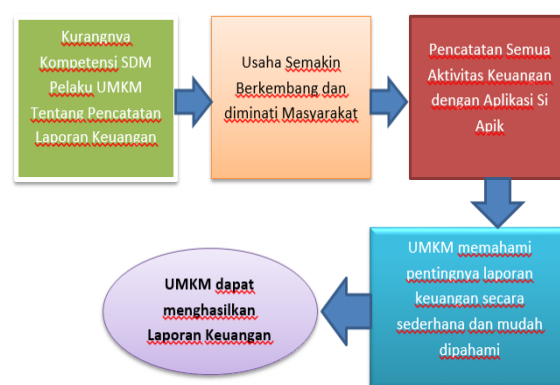 Kurangnya
Kompetensi SDM
Pelaku UMKM
Tentang Pencatatan
Laporan Keuangan
Usaha Semakin
Berkembang dan
diminati Masyarakat
Pencatatan Semua
Aktivitas Keuangan
dengan Aplikasi Si
Apik
UMKM memahami
pentingnya laporan
keuangan secara
sederhana dan mudah
dipahami
UMKM dapat
menghasilkan
Laporan Keuangan